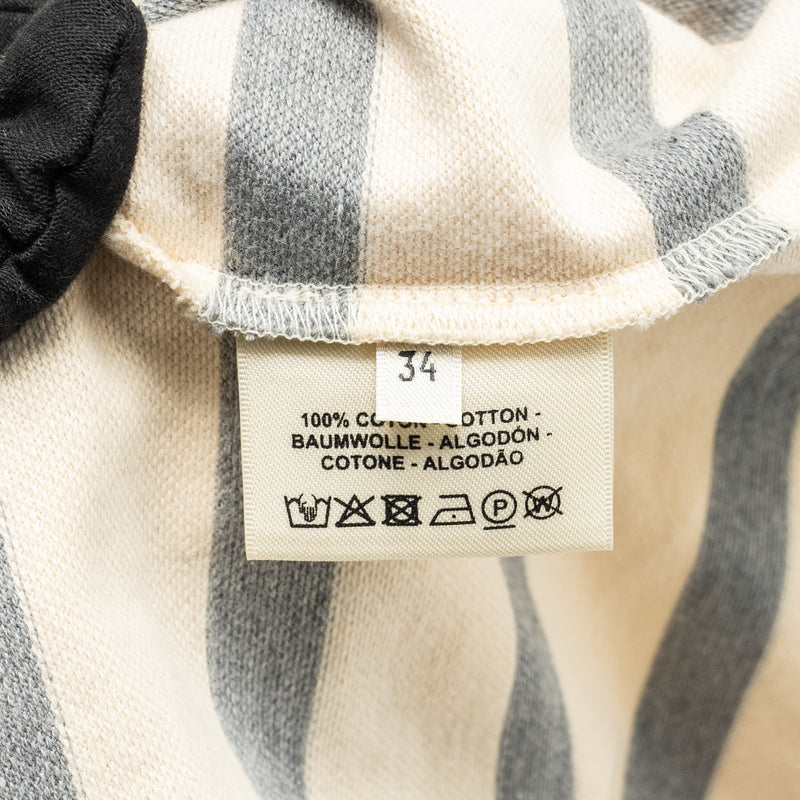 34
100% COTON - COTTON -
BAUMWOLLE - ALGODÓN -
COTONE - ALGODÃO
P
W